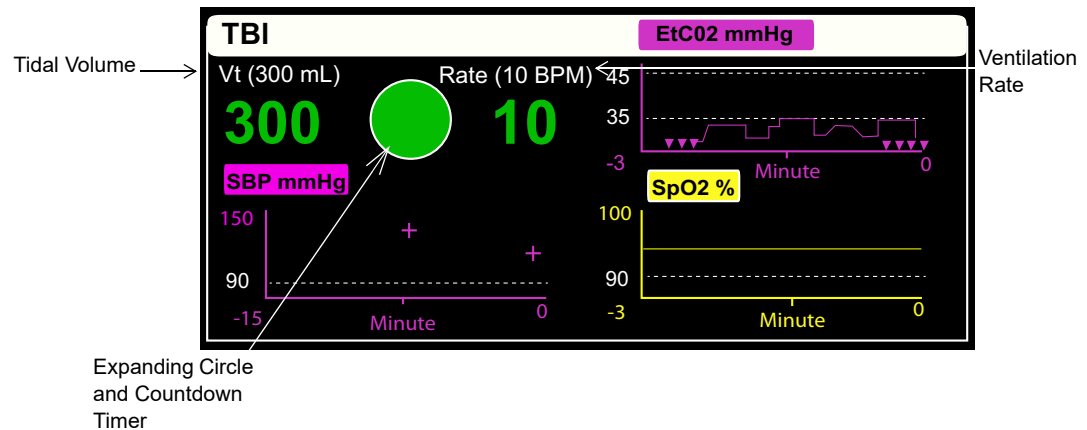 TBI
EtC02 mmHg
Tidal Volume
Vt (300 mL)
Rate (10 BPM)
Ventilation
Rate
300
10
45
35
-3
Minute
0
SBP mmHg
150
90
-15
Minute
0
SpO2 %
100
90
-3
Minute
0
Expanding Circle
and Countdown
Timer